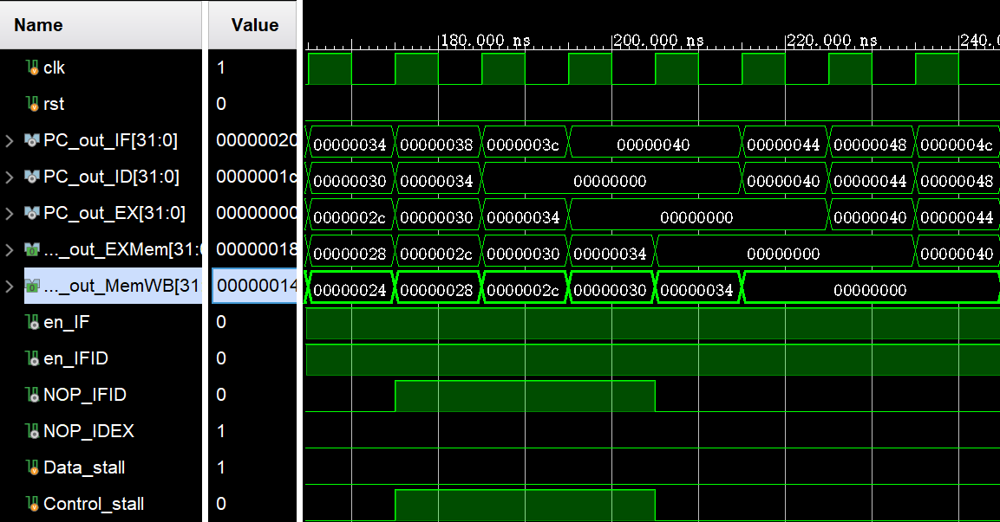 Name Value
180.000 ns 200.000 ns 220.000 ns 240.0
clk 1
rst 0
PC_out_IF[31:0] 00000020 00000034 00000038 0000003c 00000040 00000044 00000048 0000004c
PC_out_ID[31:0] 0000001c 00000030 00000034 00000000 00000040 00000044 00000048
PC_out_EX[31:0] 00000000 0000002c 00000030 00000034 00000000 00000040 00000044
..._out_EXMem[31:0 00000018 00000028 0000002c 00000030 00000034 00000000 00000040
..._out_MemWB[31 00000014 00000024 00000028 0000002c 00000030 00000034 00000000
en_IF 0
en_IFID 0
NOP_IFID 0
NOP_IDEX 1
Data_stall 1
Control_stall 0